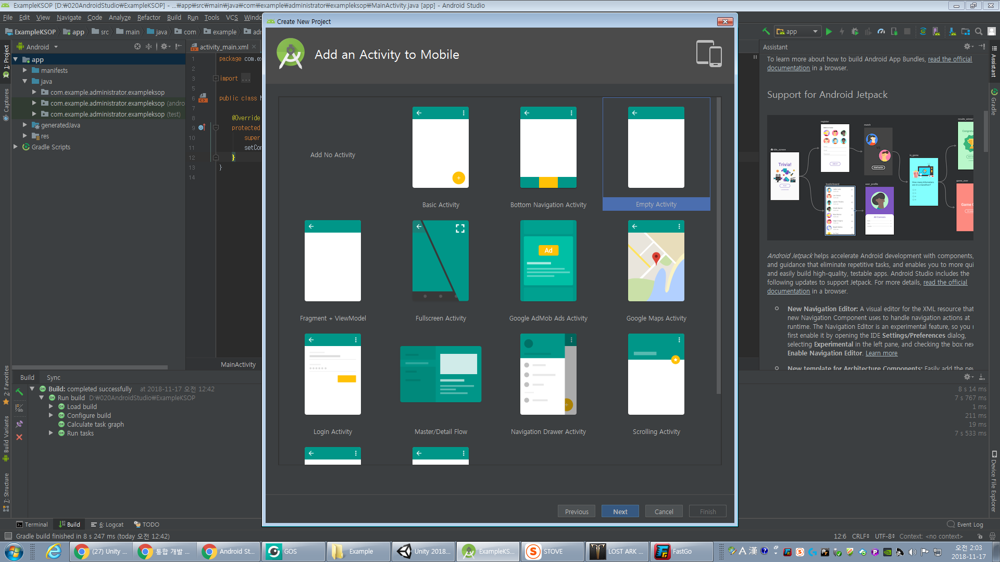 ExampleKSOP [D:₩020AndroidStudio₩ExampleKSOP] - ...₩app₩src₩main₩java₩com₩example₩administrator₩exampleksop₩MainActivity.java [app] - Android Studio
File Edit View Navigate Code Analyze Refactor Build Run Tools VCS Windo
ExampleKSOP app src main java com example adr
app
Android
activity_main.xml
1: Project
Captures
2: Favorites
Build Variants
7: Structure
app
manifests
java
com.example.administrator.exampleksop
com.example.administrator.exampleksop (andro
com.example.administrator.exampleksop (test)
generatedJava
res
Gradle Scripts
1 package com.ex
2
3 import ...
5
6 public class
7
8 @Override
9 protected
10 super
11 setCor
12 }
13 }
14
MainActivity
Create New Project
Add an Activity to Mobile
Add No Activity
Basic Activity
Bottom Navigation Activity
Empty Activity
Fragment + ViewModel
Fullscreen Activity
Ad
Google AdMob Ads Activity
Google Maps Activity
Login Activity
Master/Detail Flow
Navigation Drawer Activity
Scrolling Activity
Previous Next Cancel Finish
Assistant
To learn more about how to build Android App Bundles, read the official
documentation in a browser.
Support for Android Jetpack
register
match
results_winner
title_screen
Trivia!
in_game
leaderboard
user_profile
game_over
Android Jetpack helps accelerate Android development with components,
and guidance that eliminate repetitive tasks, and enables you to more qui
and easily build high-quality, testable apps. Android Studio includes the
following updates to support Jetpack. For more details, read the official
documentation in a browser.
New Navigation Editor: A visual editor for the XML resource that
new Navigation Component uses to handle navigation actions at
runtime. The Navigation Editor is an experimental feature, so you
first enable it by opening the IDE Settings/Preferences dialog,
selecting Experimental in the left pane, and checking the box nex
Enable Navigation Editor. Learn more
New template for Architecture Components: Easily add the new
Assistant
Gradle
Device File Explorer
Build Sync
Build: completed successfully at 2018-11-17 오전 12:42 8 s 14 ms
Run build D:₩020AndroidStudio₩ExampleKSOP 7 s 767 ms
Load build 1 ms
Configure build 211 ms
Calculate task graph 19 ms
Run tasks 7 s 533 ms
Terminal Build 6: Logcat TODO Event Log
Gradle build finished in 8 s 247 ms (today 오전 12:42) 12:6 CRLF UTF-8 Context: <no context>
(27) Unity ... 통합 개발 ... Android St... GOS Example Unity 2018... ExampleKS... STOVE LOST ARK ... FastGo
A 漢
오전 2:03
2018-11-17